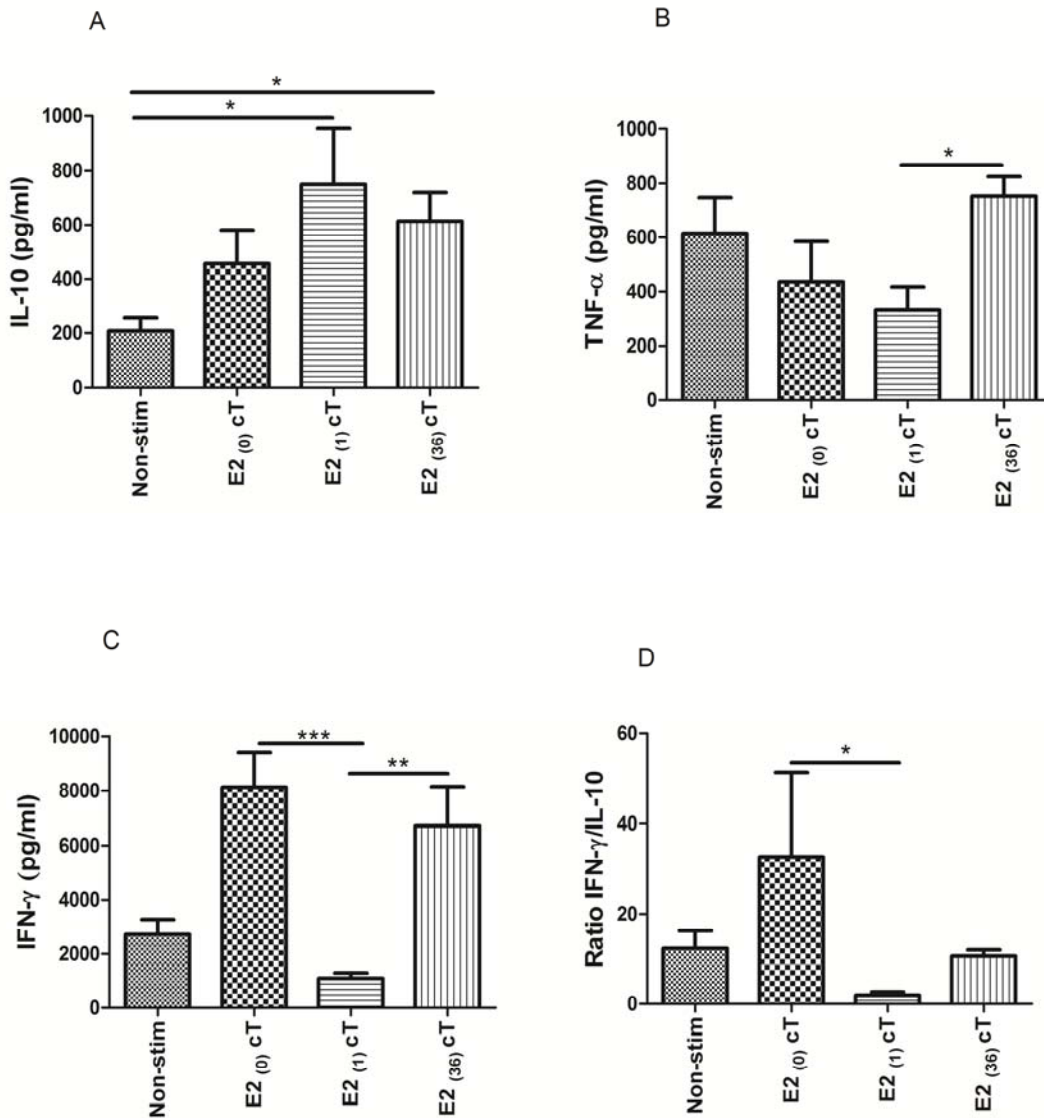 A
*
*
IL-10 (pg/ml)
1000
800
600
400
200
0
Non-stim
E2 (0) cT
E2 (1) cT
E2 (36) cT
B
*
TNF-α (pg/ml)
1000
800
600
400
200
0
Non-stim
E2 (0) cT
E2 (1) cT
E2 (36) cT
C
***
**
IFN-γ (pg/ml)
10000
8000
6000
4000
2000
0
Non-stim
E2 (0) cT
E2 (1) cT
E2 (36) cT
D
*
Ratio IFN-γ/IL-10
60
40
20
0
Non-stim
E2 (0) cT
E2 (1) cT
E2 (36) cT